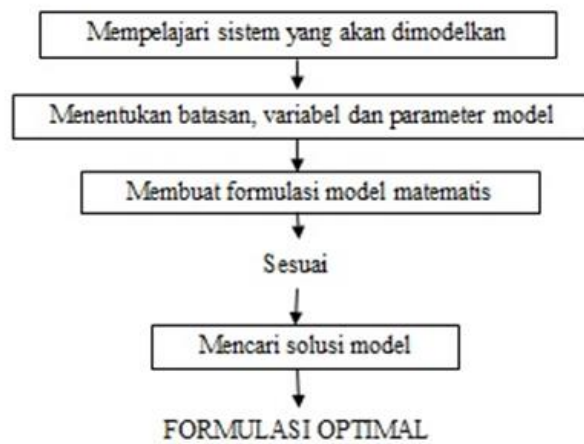 Mempelajari sistem yang akan dimodelkan
Menentukan batasan, variabel dan parameter model
Membuat formulasi model matematis
Sesuai
Mencari solusi model
FORMULASI OPTIMAL